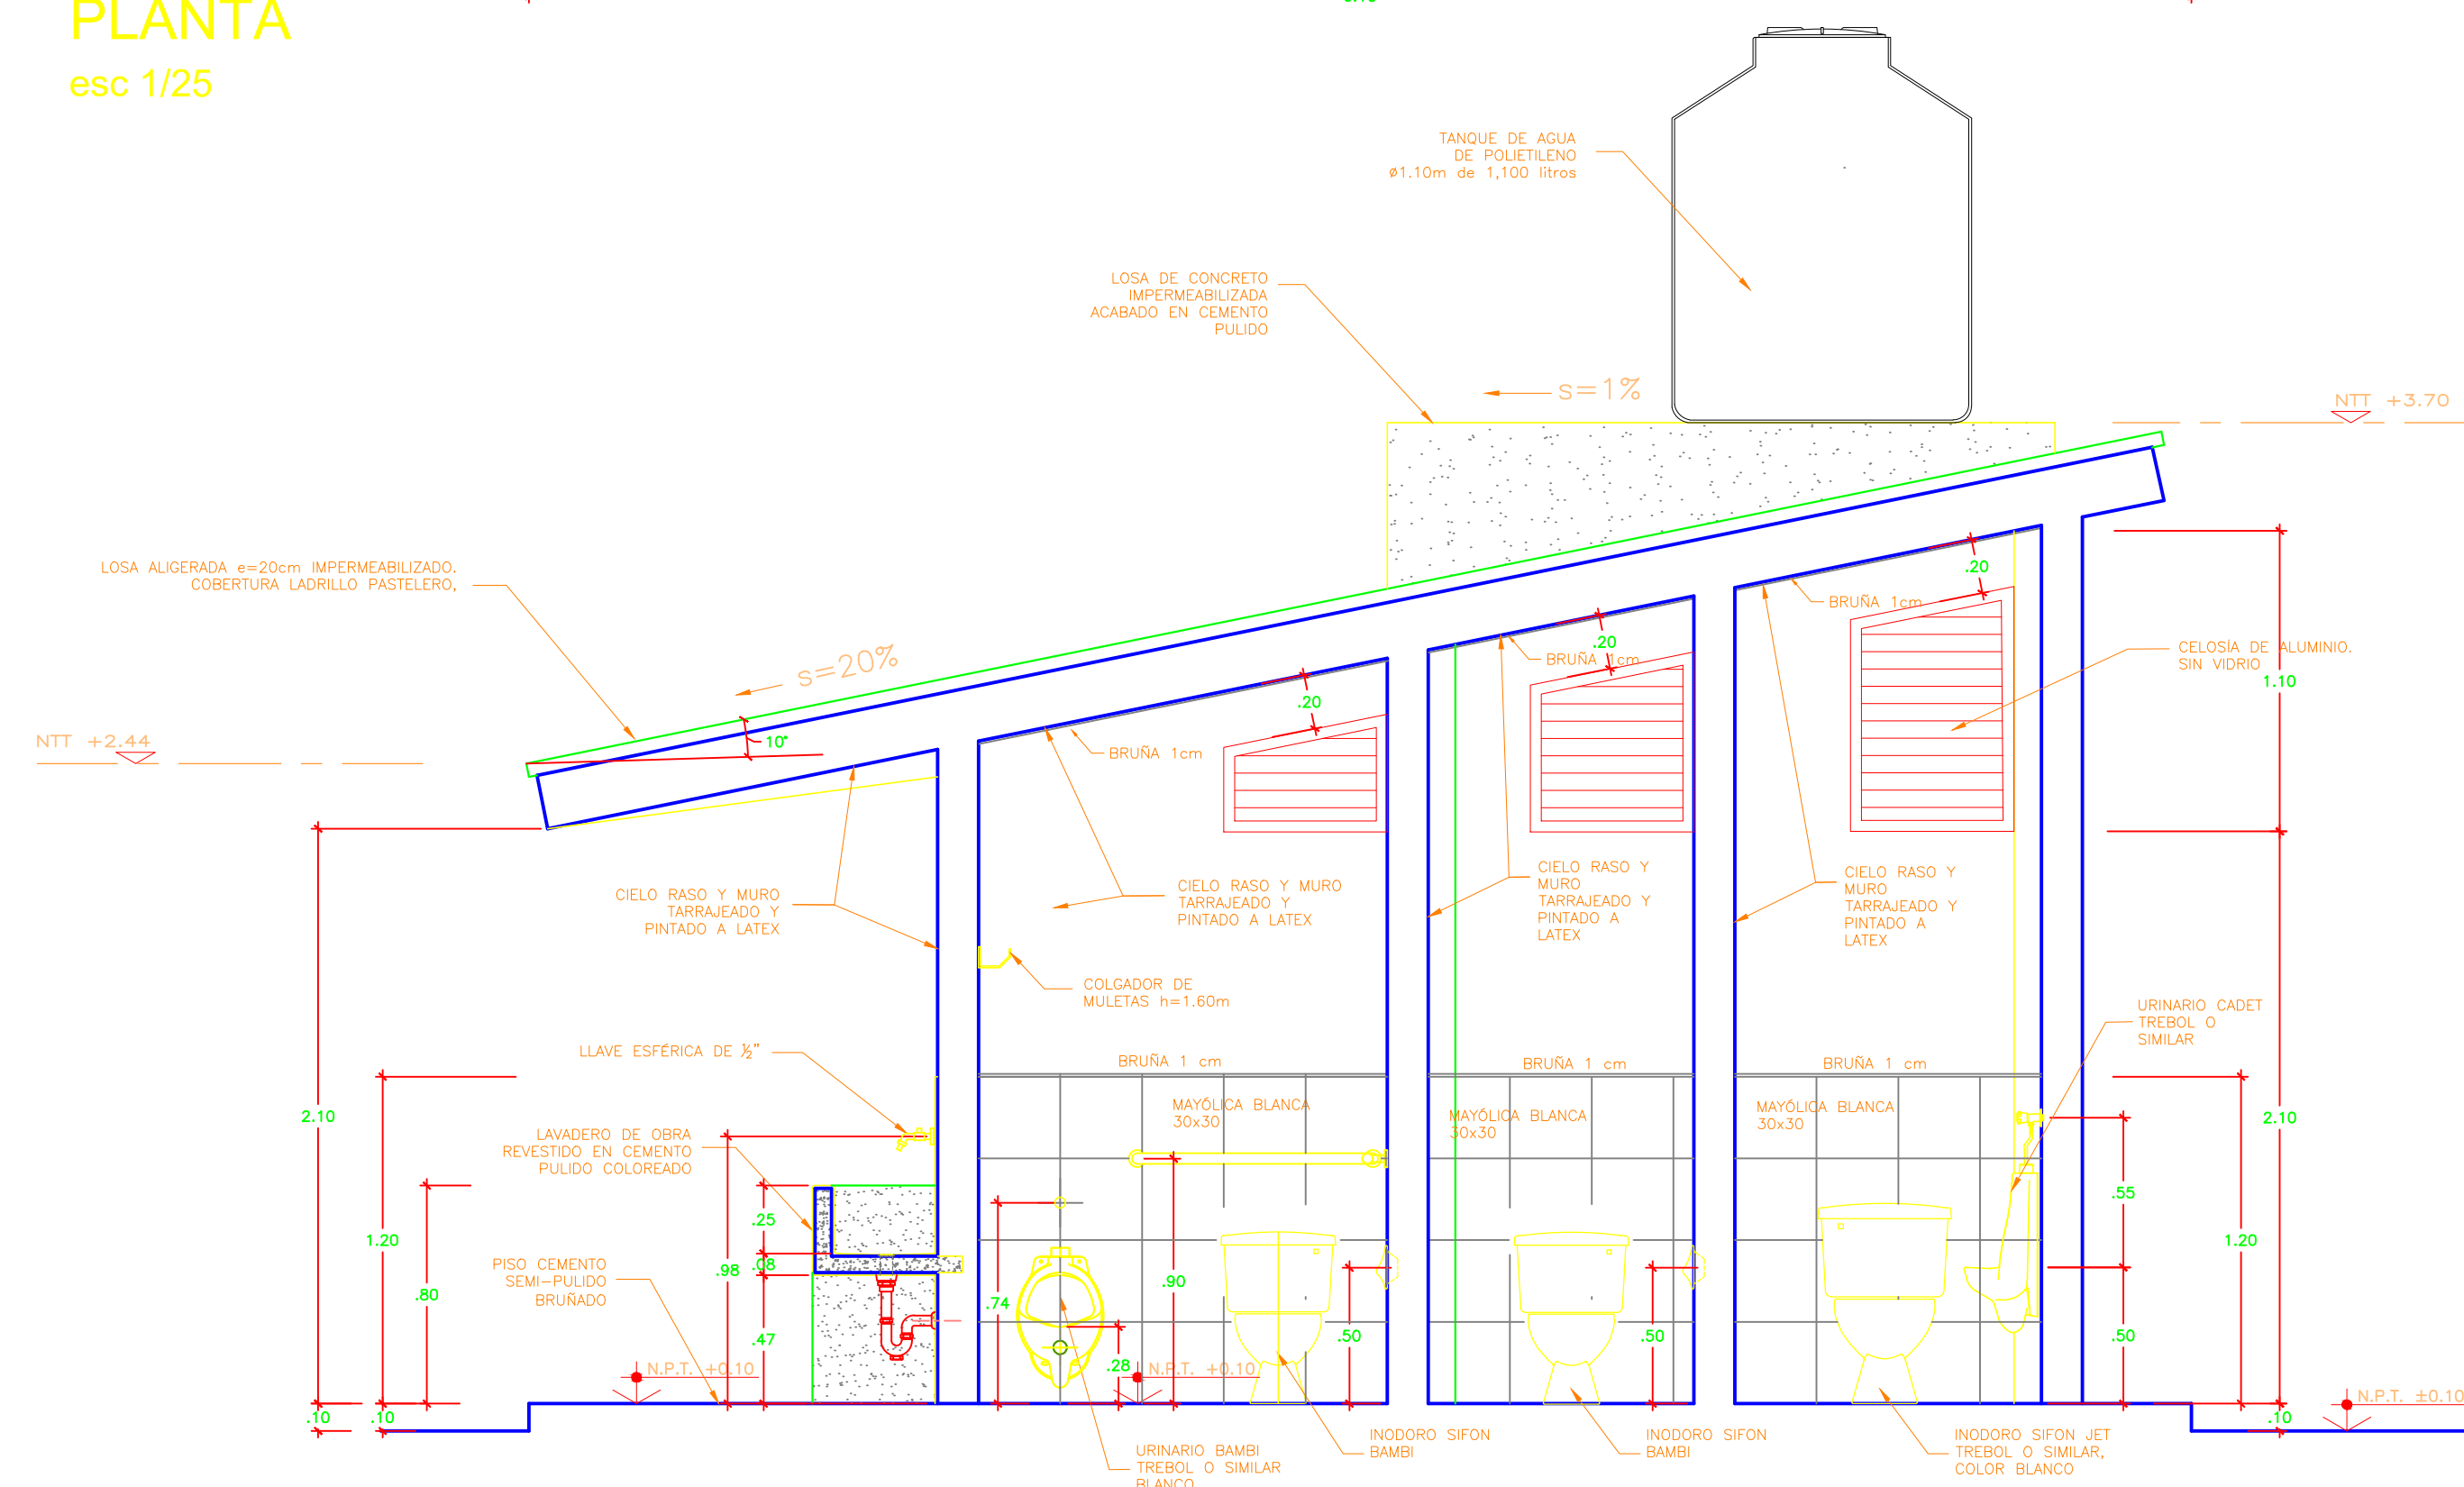 PLANTA
esc 1/25
TANQUE DE AGUA
DE POLIETILENO
ø1.10m de 1,100 litros
LOSA DE CONCRETO
IMPERMEABILIZADA
ACABADO EN CEMENTO
PULIDO
s=1%
NTT +3.70
LOSA ALIGERADA e=20cm IMPERMEABILIZADO.
COBERTURA LADRILLO PASTELERO,
s=20%
.20
BRUÑA 1cm
.20
BRUÑA 1cm
.20
BRUÑA 1cm
CELOSÍA DE ALUMINIO.
SIN VIDRIO
1.10
NTT +2.44
10°
CIELO RASO Y MURO
TARRAJEADO Y
PINTADO A LATEX
CIELO RASO Y MURO
TARRAJEADO Y
PINTADO A LATEX
CIELO RASO Y
MURO
TARRAJEADO Y
PINTADO A
LATEX
CIELO RASO Y
MURO
TARRAJEADO Y
PINTADO A
LATEX
COLGADOR DE
MULETAS h=1.60m
URINARIO CADET
TREBOL O
SIMILAR
LLAVE ESFÉRICA DE ½"
BRUÑA 1 cm
BRUÑA 1 cm
BRUÑA 1 cm
MAYÓLICA BLANCA
30x30
MAYÓLICA BLANCA
30x30
MAYÓLICA BLANCA
30x30
2.10
1.20
.80
LAVADERO DE OBRA
REVESTIDO EN CEMENTO
PULIDO COLOREADO
.25
.08
.98
.47
PISO CEMENTO
SEMI-PULIDO
BRUÑADO
.74
.28
.90
.50
.50
.55
.50
1.20
2.10
N.P.T. +0.10
N.P.T. +0.10
N.P.T. ±0.10
.10
.10
.10
URINARIO BAMBI
TREBOL O SIMILAR
BLANCO
INODORO SIFON
BAMBI
INODORO SIFON
BAMBI
INODORO SIFON JET
TREBOL O SIMILAR,
COLOR BLANCO